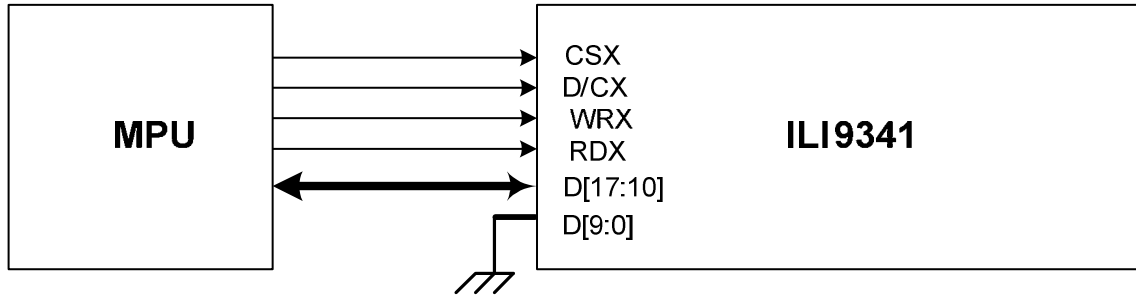 MPU
CSX
D/CX
WRX
RDX
D[17:10]
D[9:0]
ILI9341